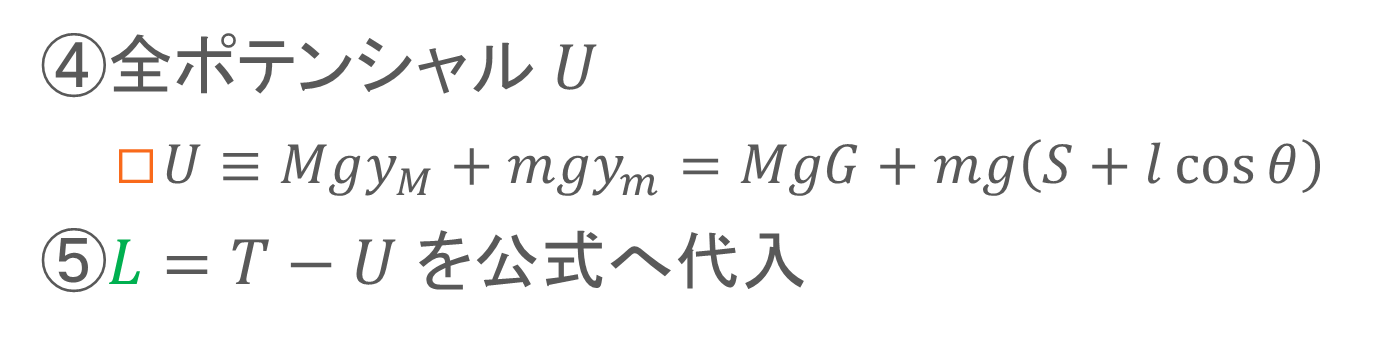 ④全ポテンシャル U
□U ≡ Mgy_M + mgy_m = MgG + mg(S + l cos θ)
⑤L = T − U を公式へ代入